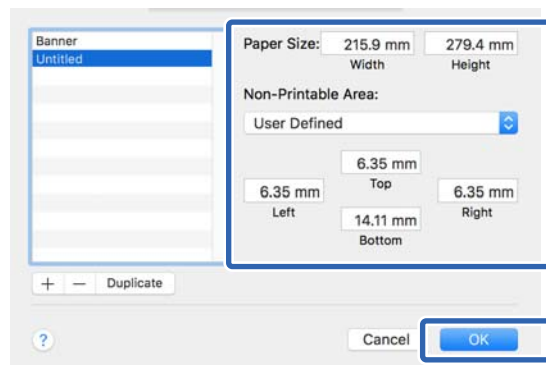 Banner
Untitled
Paper Size: 215.9 mm 279.4 mm
Width Height
Non-Printable Area:
User Defined
6.35 mm
Top
6.35 mm 6.35 mm
Left Right
14.11 mm
Bottom
+ − Duplicate
? Cancel OK